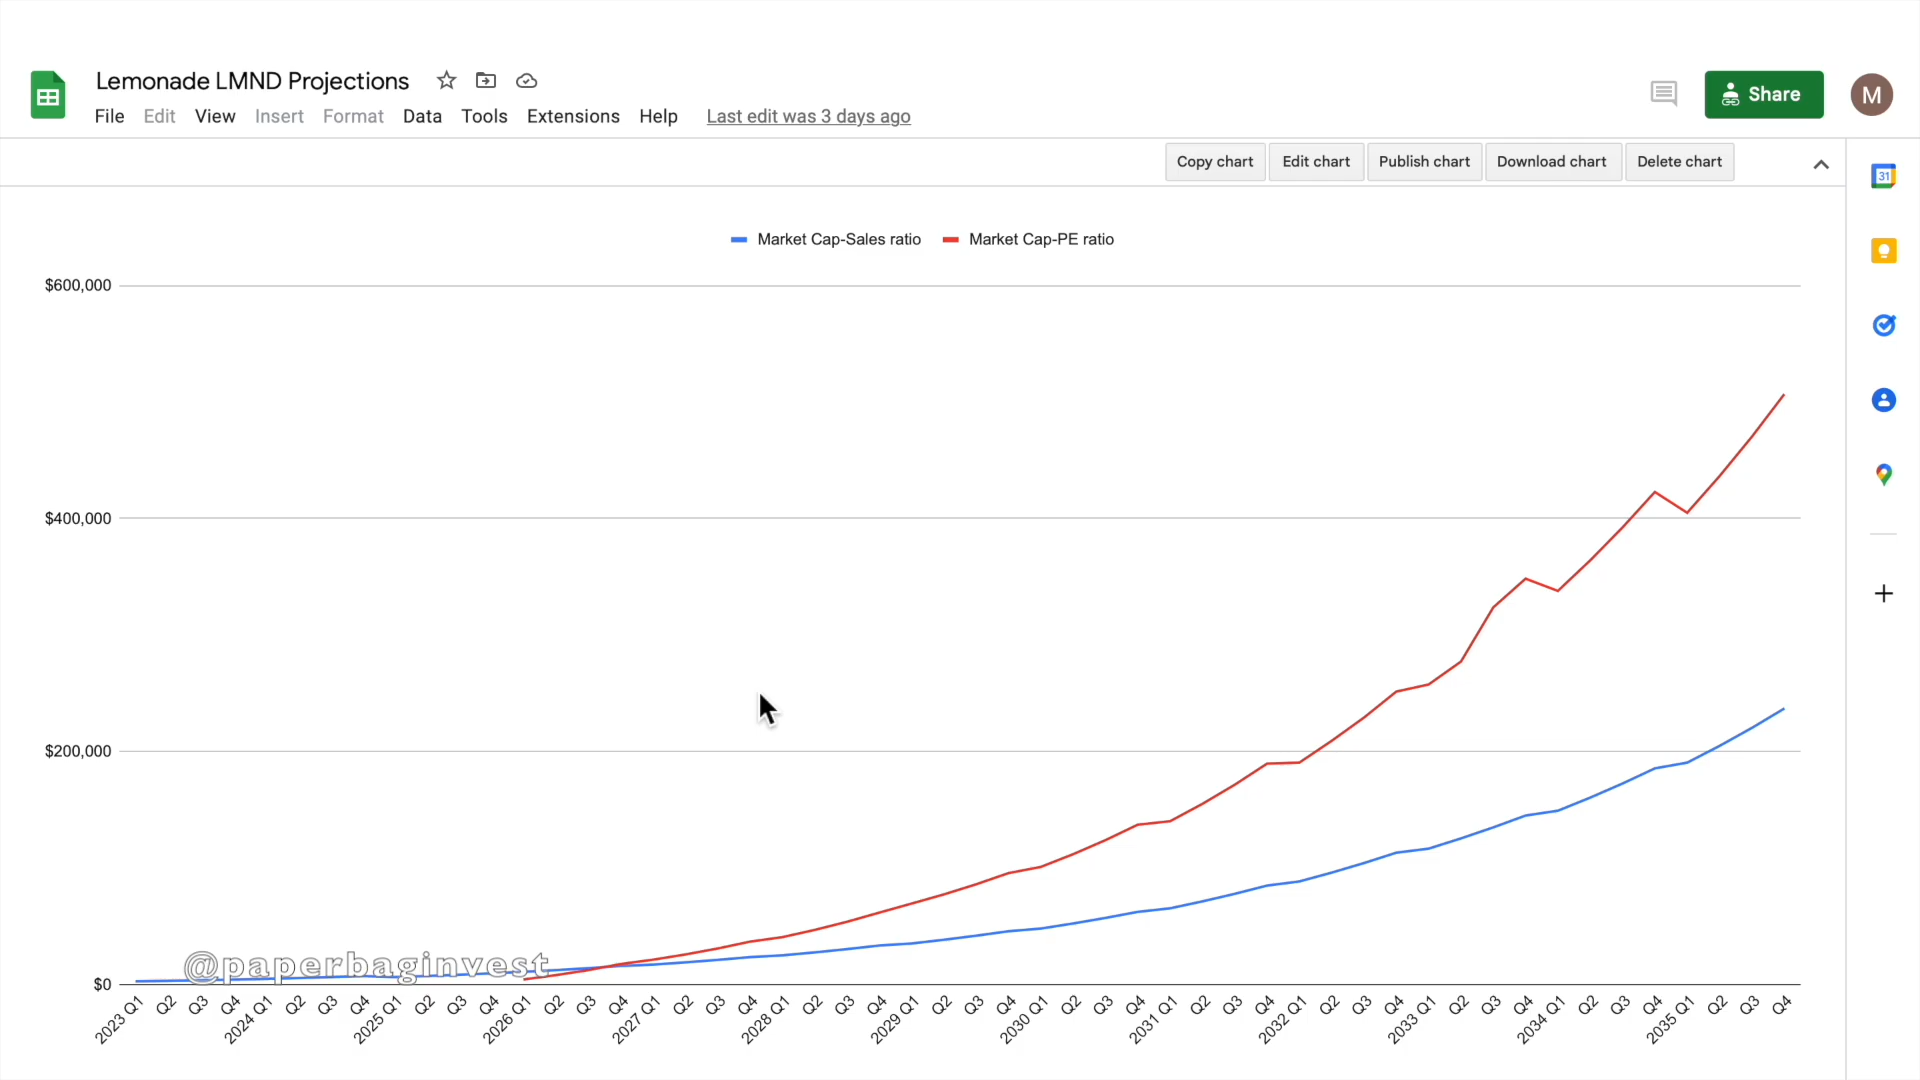 Lemonade LMND Projections
File Edit View Insert Format Data Tools Extensions Help Last edit was 3 days ago
Share
M
Copy chart Edit chart Publish chart Download chart Delete chart
31
Market Cap-Sales ratio Market Cap-PE ratio
$600,000
$400,000
$200,000
$0
@paperbaginvest
2023 Q1 Q2 Q3 Q4 2024 Q1 Q2 Q3 Q4 2025 Q1 Q2 Q3 Q4 2026 Q1 Q2 Q3 Q4 2027 Q1 Q2 Q3 Q4 2028 Q1 Q2 Q3 Q4 2029 Q1 Q2 Q3 Q4 2030 Q1 Q2 Q3 Q4 2031 Q1 Q2 Q3 Q4 2032 Q1 Q2 Q3 Q4 2033 Q1 Q2 Q3 Q4 2034 Q1 Q2 Q3 Q4 2035 Q1 Q2 Q3 Q4